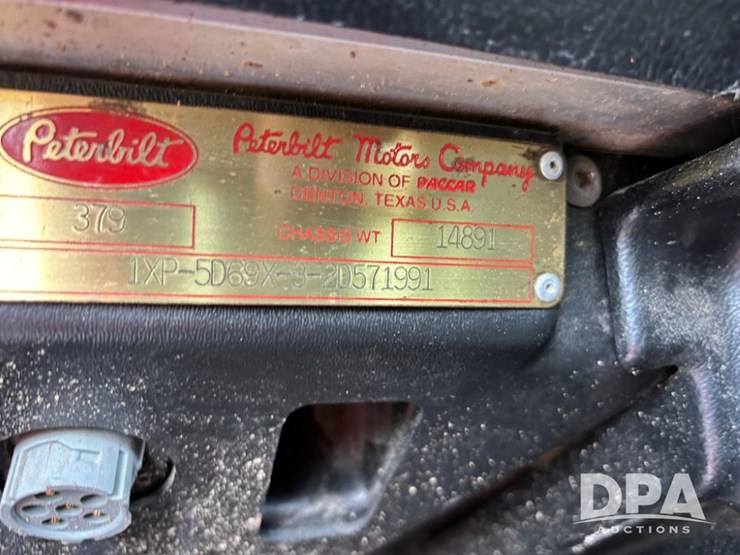 Peterbilt
Peterbilt Motors Company
A DIVISION OF PACCAR
DENTON, TEXAS U.S.A.
379
CHASSIS WT 14891
1XP-5D69X-3-2D571991
DPA
AUCTIONS